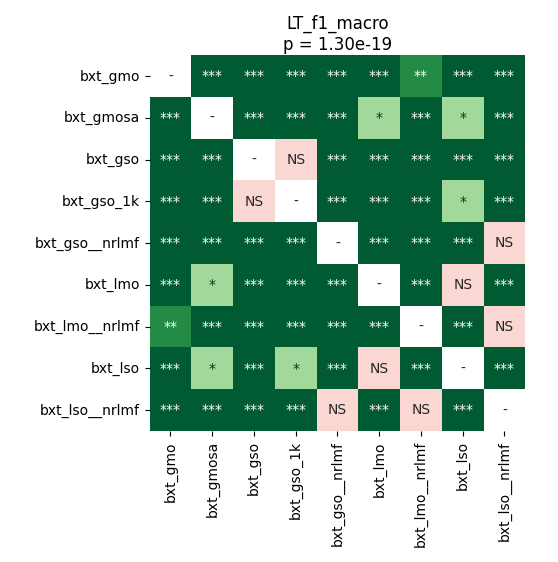 LT_f1_macro
p = 1.30e-19
bxt_gmo - *** *** *** *** *** ** *** ***
bxt_gmosa *** - *** *** *** * *** * ***
bxt_gso *** *** - NS *** *** *** *** ***
bxt_gso_1k *** *** NS - *** *** *** * ***
bxt_gso__nrlmf *** *** *** *** - *** *** *** NS
bxt_lmo *** * *** *** *** - *** NS ***
bxt_lmo__nrlmf ** *** *** *** *** *** - *** NS
bxt_lso *** * *** * *** NS *** - ***
bxt_lso__nrlmf *** *** *** *** NS *** NS *** -
bxt_gmo
bxt_gmosa
bxt_gso
bxt_gso_1k
bxt_gso__nrlmf
bxt_lmo
bxt_lmo__nrlmf
bxt_lso
bxt_lso__nrlmf